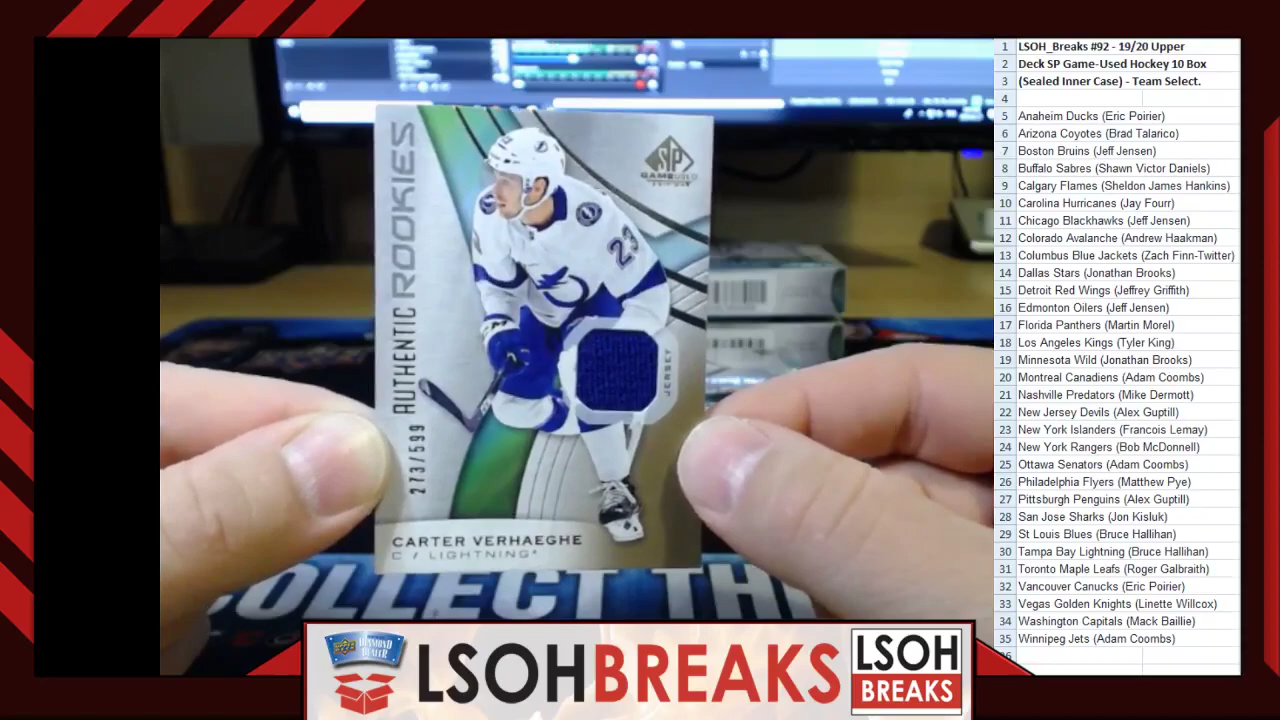 AUTHENTIC ROOKIES
273/599
SP
GAME USED
EDITION
23
JERSEY
CARTER VERHAEGHE
C / LIGHTNING
COLLECT TH
1 LSOH_Breaks #92 - 19/20 Upper
2 Deck SP Game-Used Hockey 10 Box
3 (Sealed Inner Case) - Team Select.
4
5 Anaheim Ducks (Eric Poirier)
6 Arizona Coyotes (Brad Talarico)
7 Boston Bruins (Jeff Jensen)
8 Buffalo Sabres (Shawn Victor Daniels)
9 Calgary Flames (Sheldon James Hankins)
10 Carolina Hurricanes (Jay Fourr)
11 Chicago Blackhawks (Jeff Jensen)
12 Colorado Avalanche (Andrew Haakman)
13 Columbus Blue Jackets (Zach Finn-Twitter)
14 Dallas Stars (Jonathan Brooks)
15 Detroit Red Wings (Jeffrey Griffith)
16 Edmonton Oilers (Jeff Jensen)
17 Florida Panthers (Martin Morel)
18 Los Angeles Kings (Tyler King)
19 Minnesota Wild (Jonathan Brooks)
20 Montreal Canadiens (Adam Coombs)
21 Nashville Predators (Mike Dermott)
22 New Jersey Devils (Alex Guptill)
23 New York Islanders (Francois Lemay)
24 New York Rangers (Bob McDonnell)
25 Ottawa Senators (Adam Coombs)
26 Philadelphia Flyers (Matthew Pye)
27 Pittsburgh Penguins (Alex Guptill)
28 San Jose Sharks (Jon Kisluk)
29 St Louis Blues (Bruce Hallihan)
30 Tampa Bay Lightning (Bruce Hallihan)
31 Toronto Maple Leafs (Roger Galbraith)
32 Vancouver Canucks (Eric Poirier)
33 Vegas Golden Knights (Linette Willcox)
34 Washington Capitals (Mack Baillie)
35 Winnipeg Jets (Adam Coombs)
36
DIAMOND
DEALER
LSOHBREAKS
LSOH
BREAKS